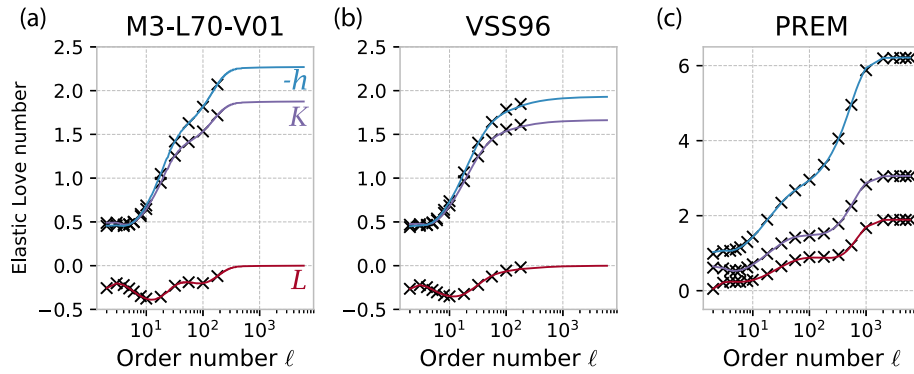 (a) M3-L70-V01
(b) VSS96
(c) PREM
Elastic Love number
2.5
2.0
1.5
1.0
0.5
0.0
−0.5
-h
K
L
10¹
10²
10³
Order number ℓ
2.5
2.0
1.5
1.0
0.5
0.0
−0.5
10¹
10²
10³
Order number ℓ
6
4
2
0
10¹
10²
10³
Order number ℓ